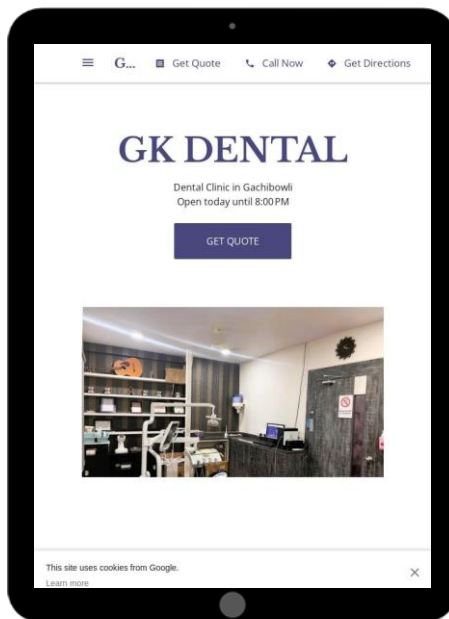 G...
Get Quote
Call Now
Get Directions
GK DENTAL
Dental Clinic in Gachibowli
Open today until 8:00 PM
GET QUOTE
This site uses cookies from Google.
Learn more